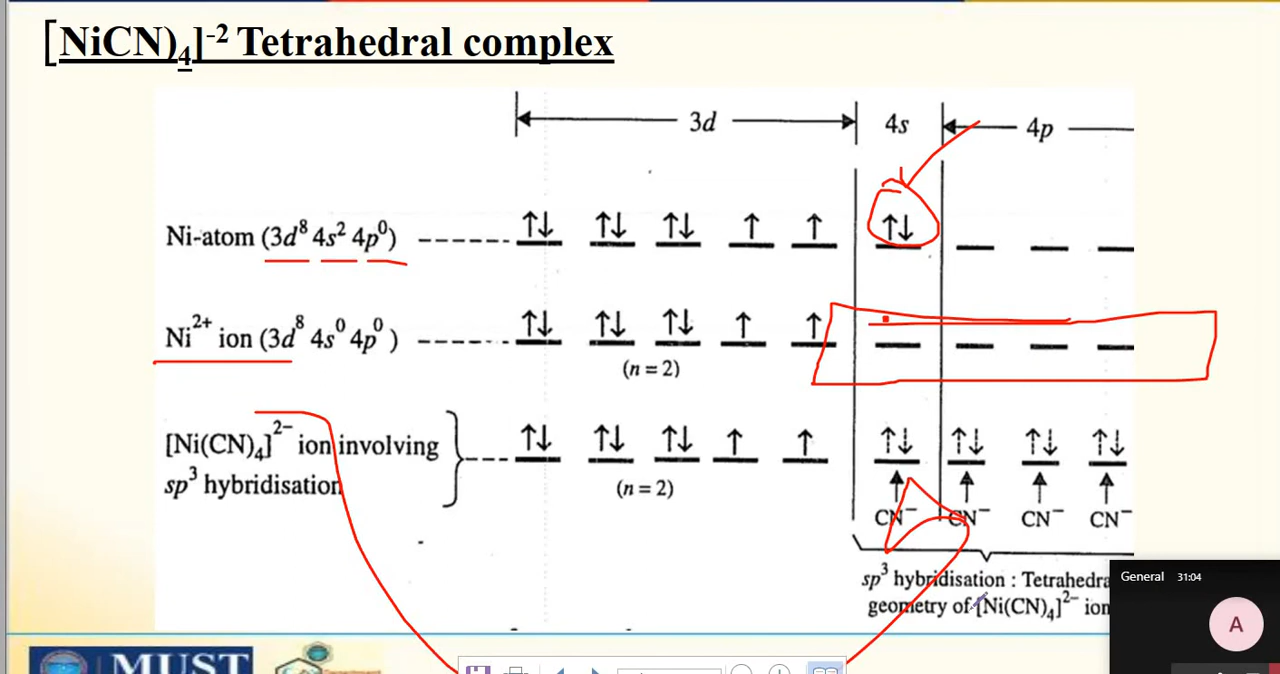 [NiCN)4]-2 Tetrahedral complex
3d 4s 4p
Ni-atom (3d8 4s2 4p0)
Ni2+ ion (3d8 4s0 4p0)
(n = 2)
[Ni(CN)4]2− ion involving
sp3 hybridisation
(n = 2)
CN− CN− CN− CN−
sp3 hybridisation : Tetrahedra
geometry of [Ni(CN)4]2− ion
General 31:04
A
MUST